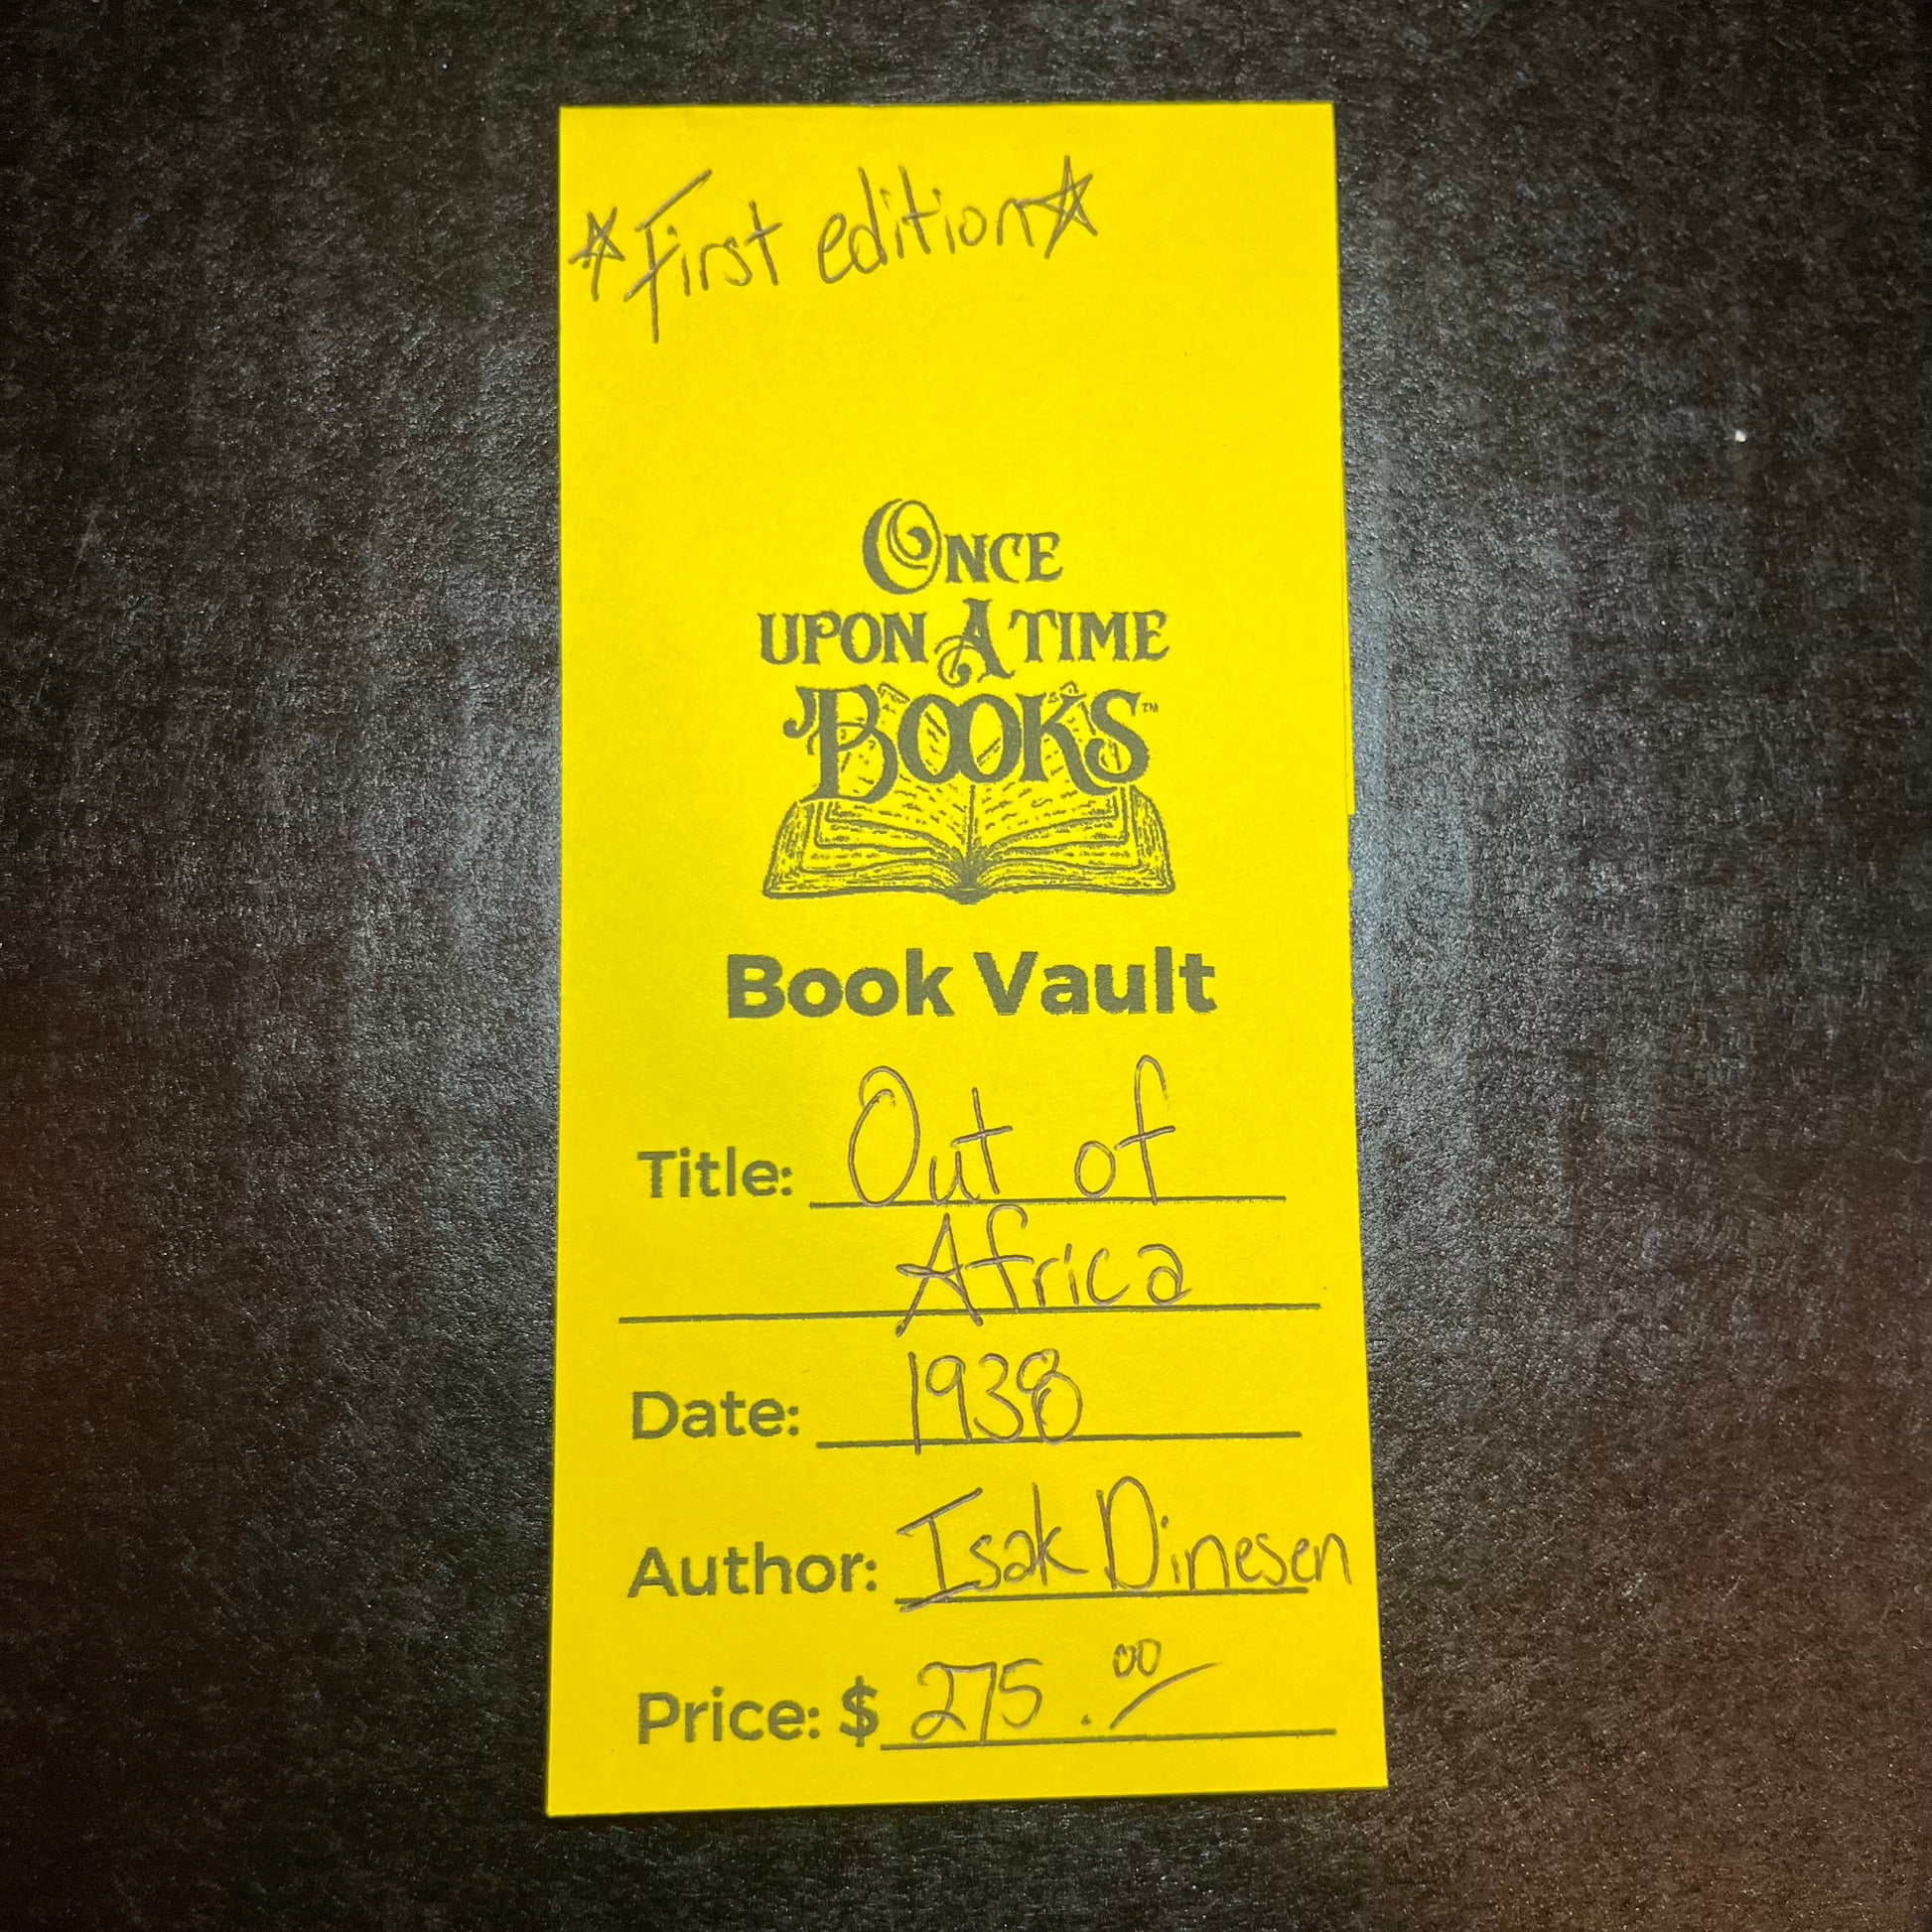 ☆First edition☆
ONCE
UPON A TIME
BOOKS™
Book Vault
Title: Out of
Africa
Date: 1938
Author: Isak Dinesen
Price: $ 275.00